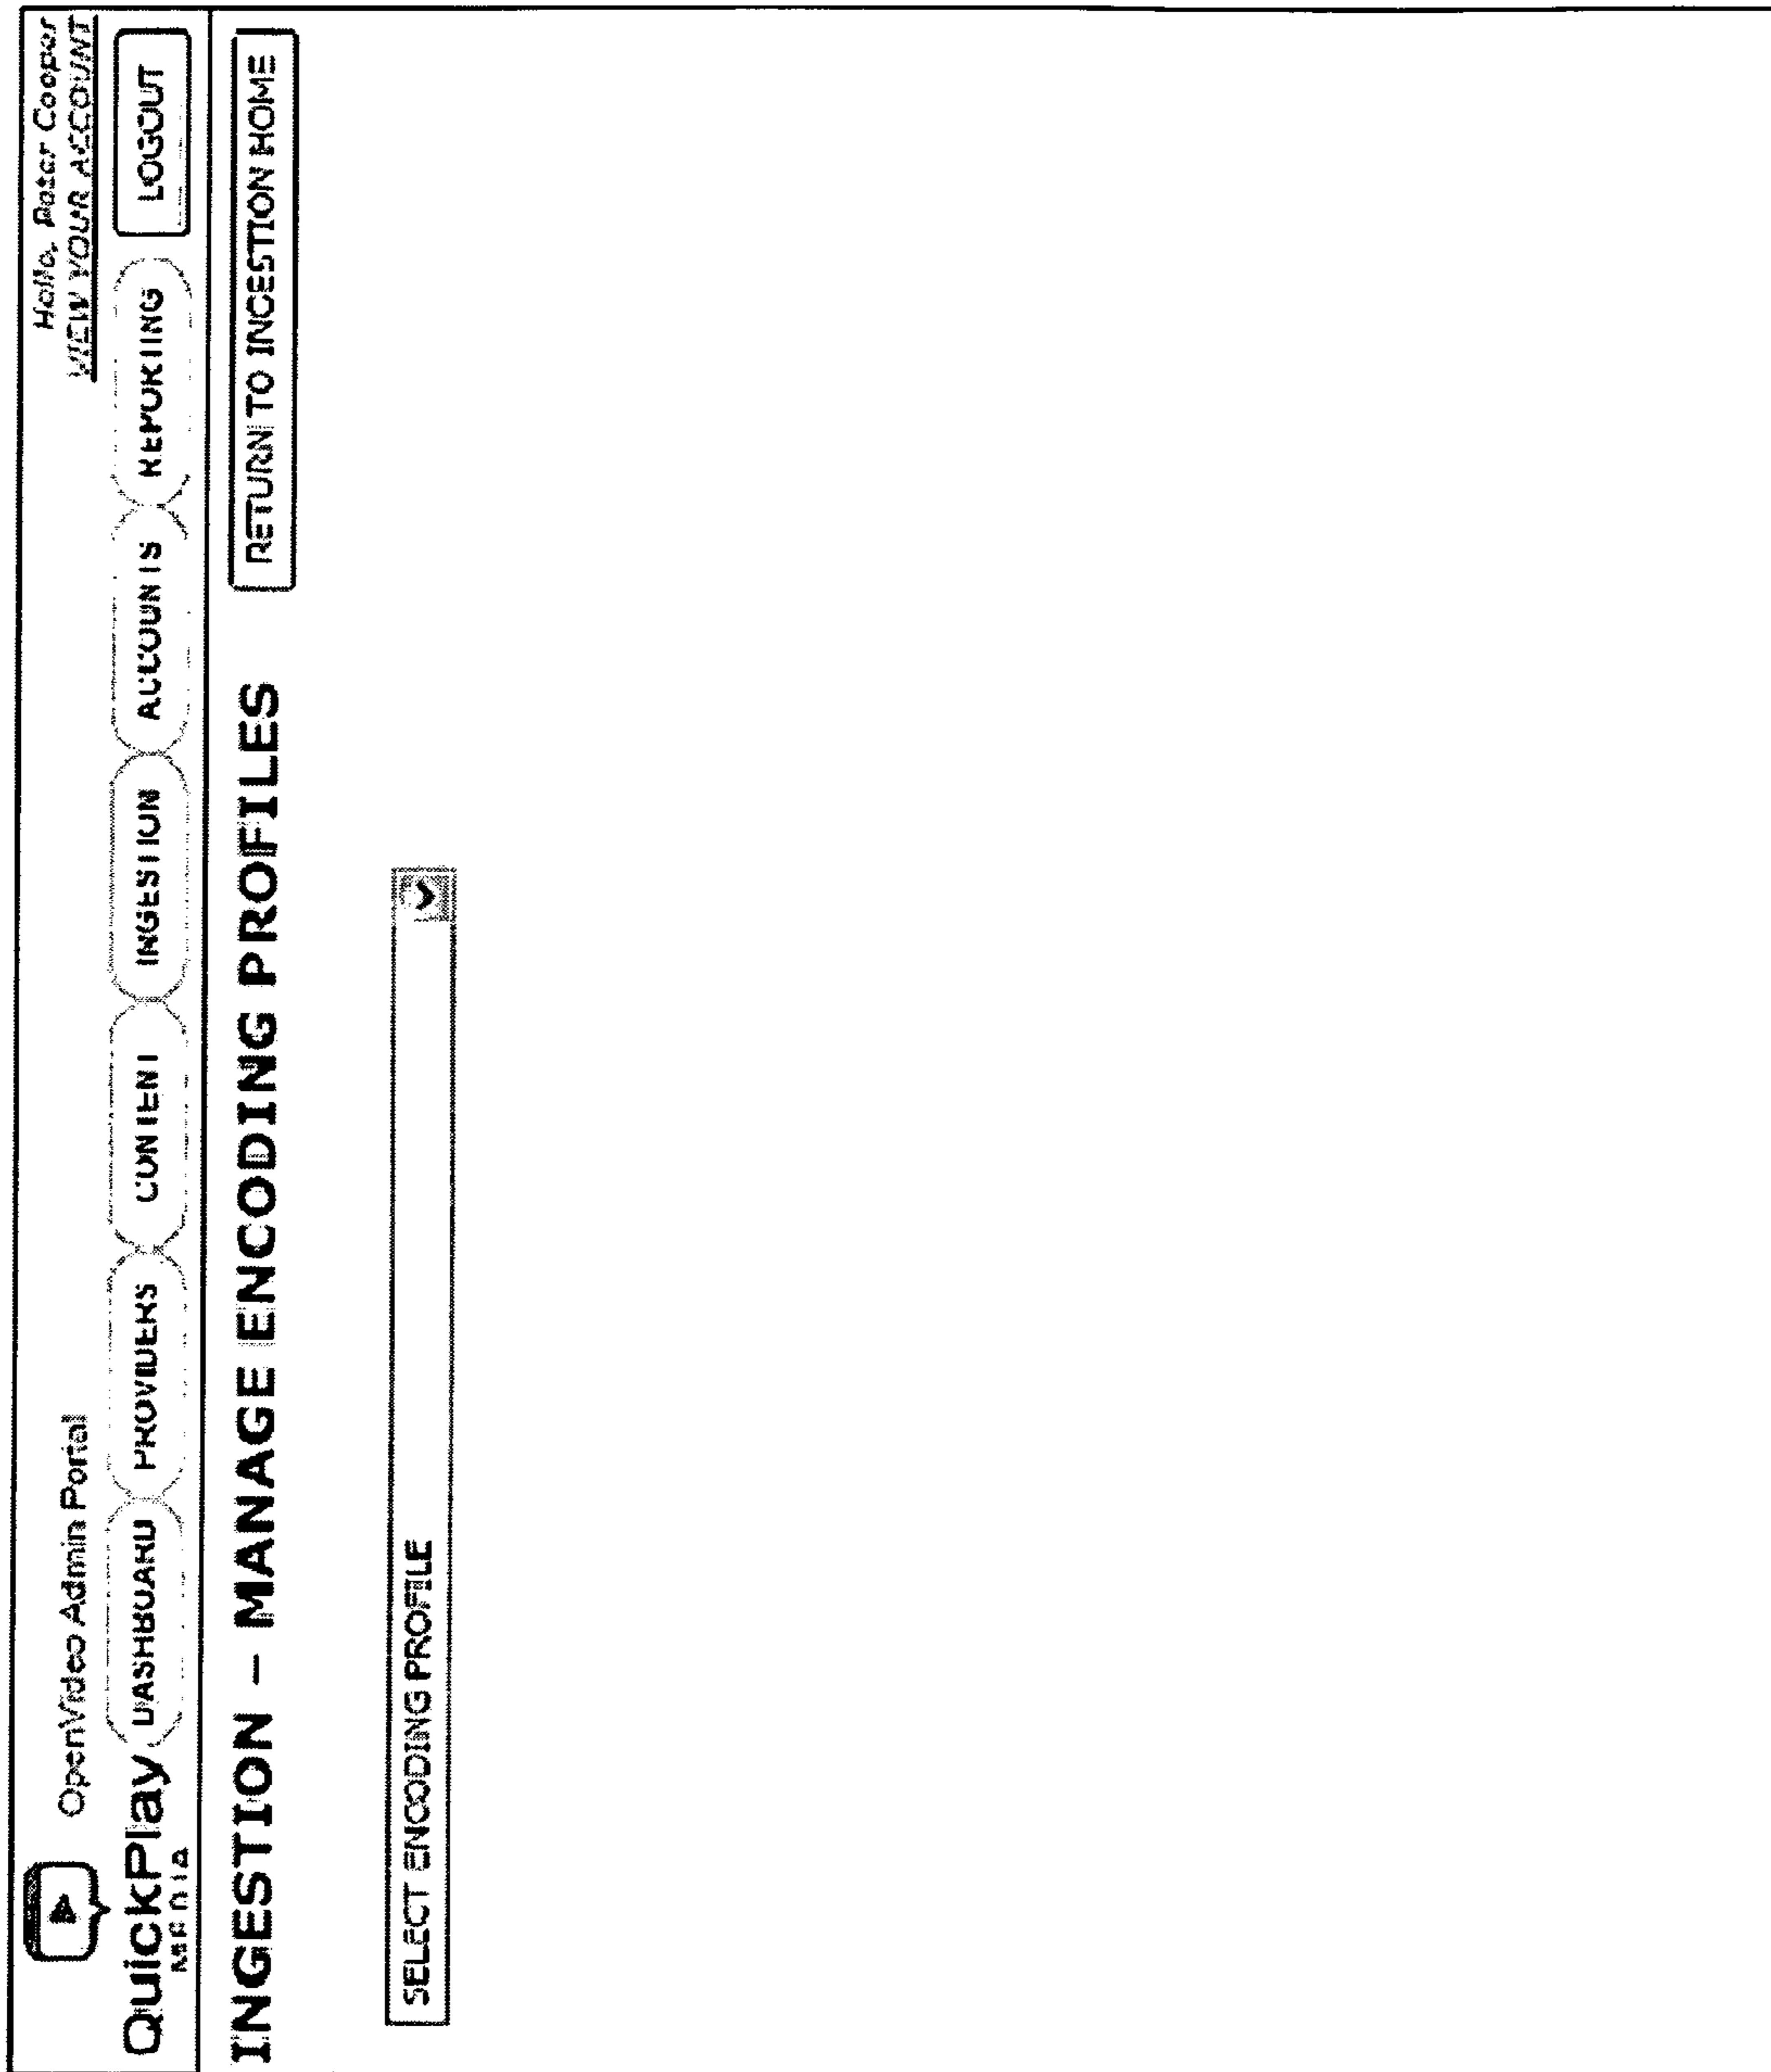 OpenVideo Admin Portal
Hello, Peter Cooper
VIEW YOUR ACCOUNT
QuickPlay
MEDIA
DASHBOARD
PROVIDERS
CONTENT
INGESTION
ACCOUNTS
REPORTING
LOGOUT
INGESTION – MANAGE ENCODING PROFILES
RETURN TO INGESTION HOME
SELECT ENCODING PROFILE